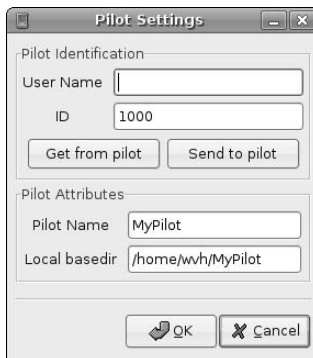 Pilot Settings
Pilot Identification
User Name
ID 1000
Get from pilot Send to pilot
Pilot Attributes
Pilot Name MyPilot
Local basedir /home/wvh/MyPilot
OK Cancel